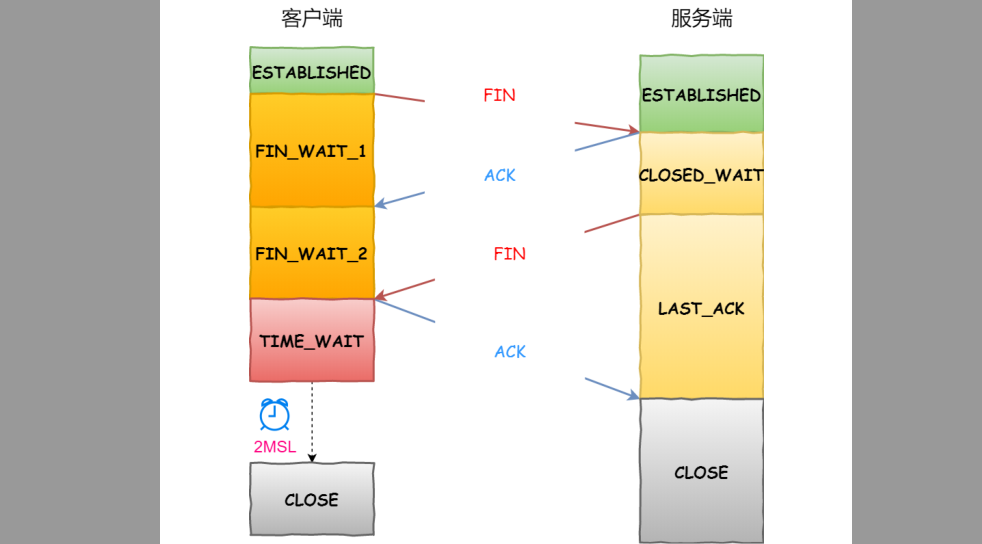 客户端
服务端
ESTABLISHED
FIN
ESTABLISHED
FIN_WAIT_1
ACK
CLOSED_WAIT
FIN_WAIT_2
FIN
LAST_ACK
TIME_WAIT
ACK
2MSL
CLOSE
CLOSE